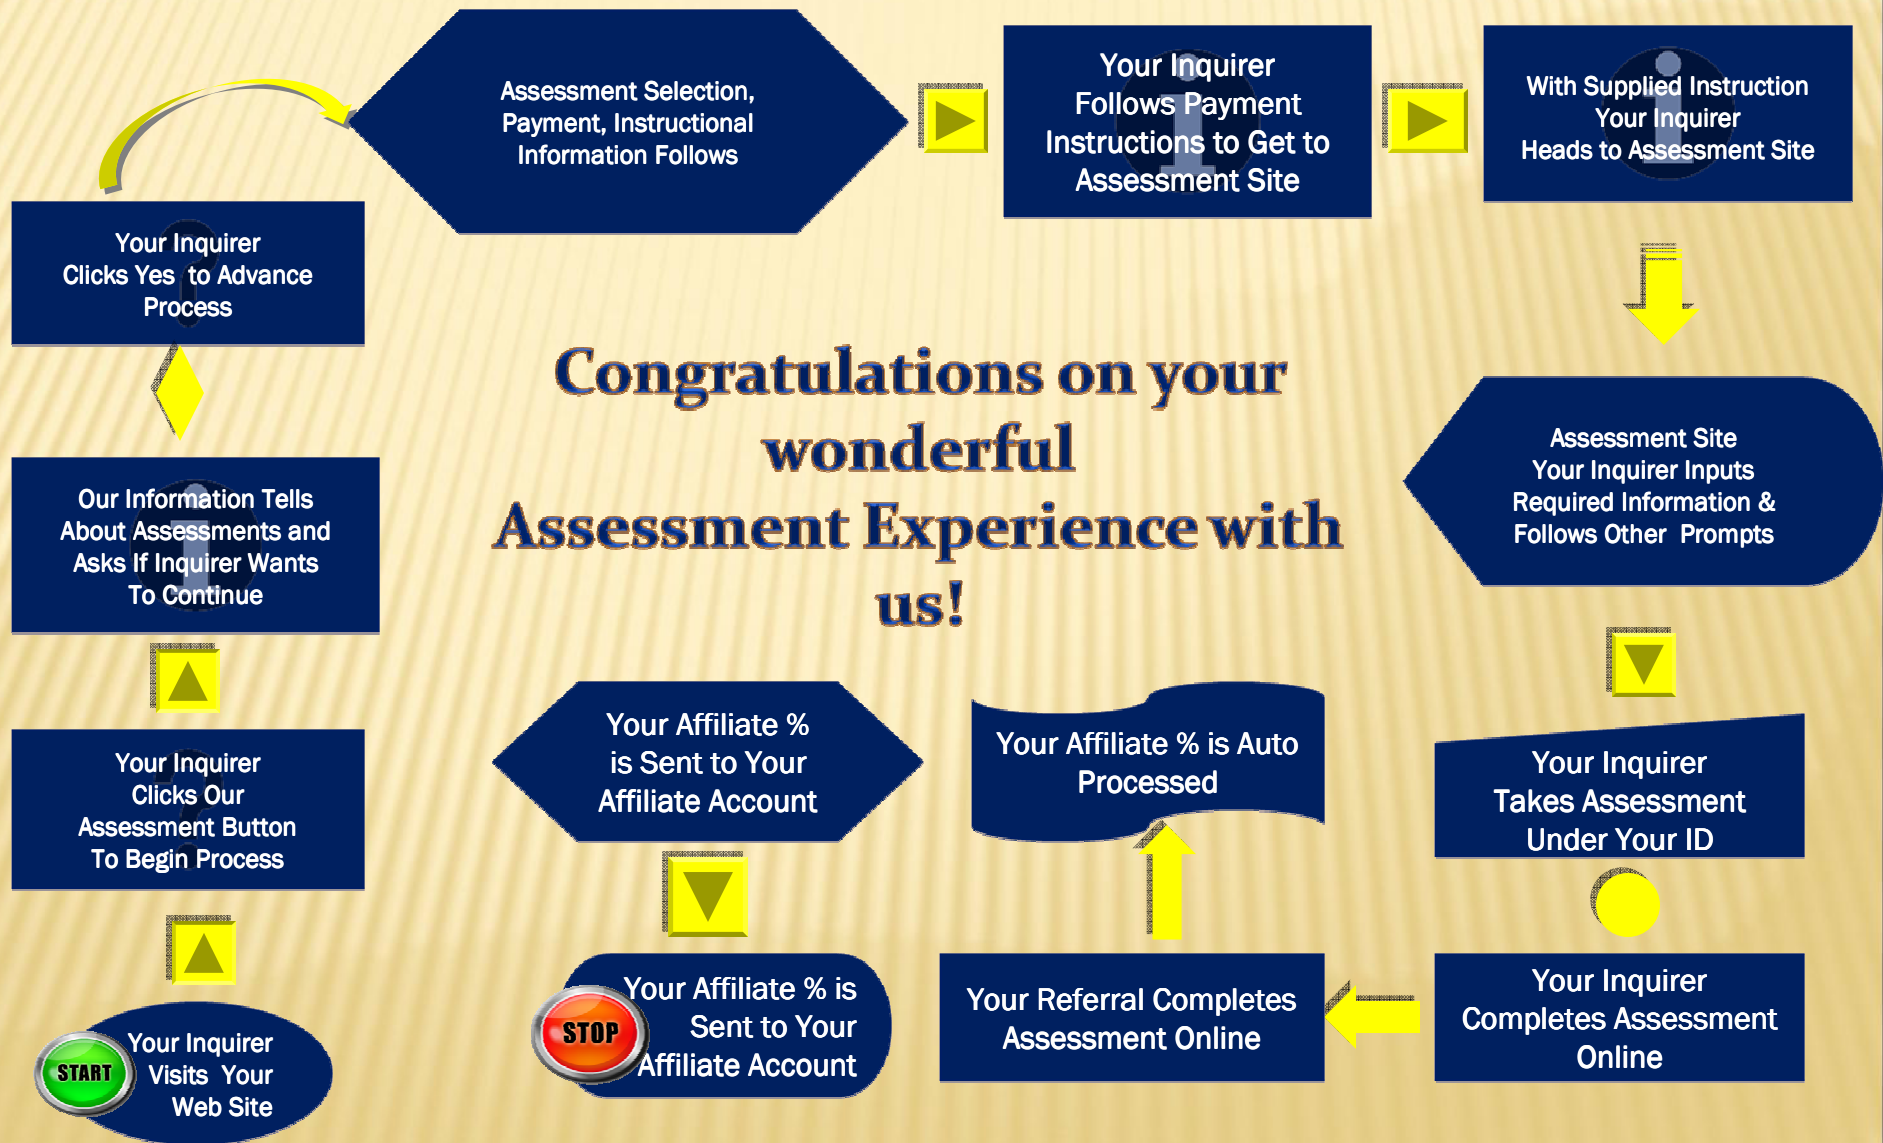 Assessment Selection,
Payment, Instructional
Information Follows
Your Inquirer
Follows Payment
Instructions to Get to
Assessment Site
With Supplied Instruction
Your Inquirer
Heads to Assessment Site
Your Inquirer
Clicks Yes to Advance
Process
Congratulations on your
wonderful
Assessment Experience with
us!
Assessment Site
Your Inquirer Inputs
Required Information &
Follows Other Prompts
Our Information Tells
About Assessments and
Asks If Inquirer Wants
To Continue
Your Inquirer
Clicks Our
Assessment Button
To Begin Process
Your Affiliate %
is Sent to Your
Affiliate Account
Your Affiliate % is Auto
Processed
Your Inquirer
Takes Assessment
Under Your ID
START
Your Inquirer
Visits Your
Web Site
STOP
Your Affiliate % is
Sent to Your
Affiliate Account
Your Referral Completes
Assessment Online
Your Inquirer
Completes Assessment
Online